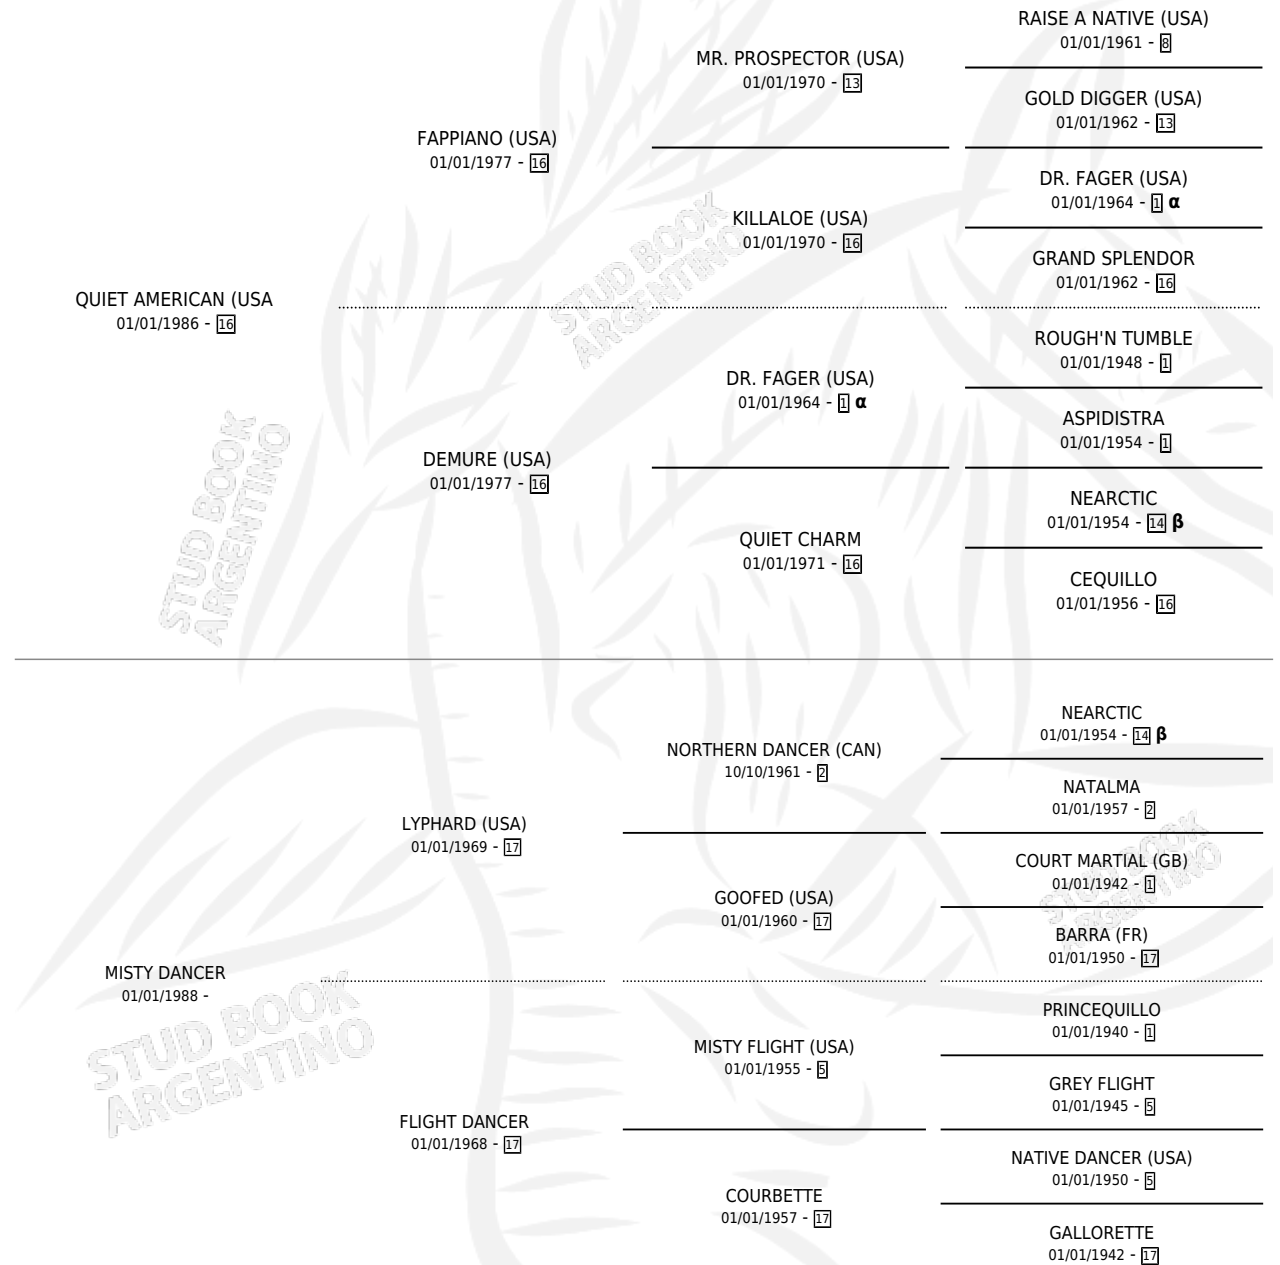 RAISE A NATIVE (USA)
01/01/1961 - 8
MR. PROSPECTOR (USA)
01/01/1970 - 13
GOLD DIGGER (USA)
01/01/1962 - 13
FAPPIANO (USA)
01/01/1977 - 16
DR. FAGER (USA)
01/01/1964 - 1 α
KILLALOE (USA)
01/01/1970 - 16
GRAND SPLENDOR
01/01/1962 - 16
QUIET AMERICAN (USA
01/01/1986 - 16
ROUGH'N TUMBLE
01/01/1948 - 1
DR. FAGER (USA)
01/01/1964 - 1 α
ASPIDISTRA
01/01/1954 - 1
DEMURE (USA)
01/01/1977 - 16
NEARCTIC
01/01/1954 - 14 β
QUIET CHARM
01/01/1971 - 16
CEQUILLO
01/01/1956 - 16
NEARCTIC
01/01/1954 - 14 β
NORTHERN DANCER (CAN)
10/10/1961 - 2
NATALMA
01/01/1957 - 2
LYPHARD (USA)
01/01/1969 - 17
COURT MARTIAL (GB)
01/01/1942 - 1
GOOFED (USA)
01/01/1960 - 17
BARRA (FR)
01/01/1950 - 17
MISTY DANCER
01/01/1988 -
PRINCEQUILLO
01/01/1940 - 1
MISTY FLIGHT (USA)
01/01/1955 - 5
GREY FLIGHT
01/01/1945 - 5
FLIGHT DANCER
01/01/1968 - 17
NATIVE DANCER (USA)
01/01/1950 - 5
COURBETTE
01/01/1957 - 17
GALLORETTE
01/01/1942 - 17
STUD BOOK
ARGENTINO
STUD BOOK
ARGENTINO
STUD BOOK
ARGENTINO
STUD BOOK
ARGENTINO